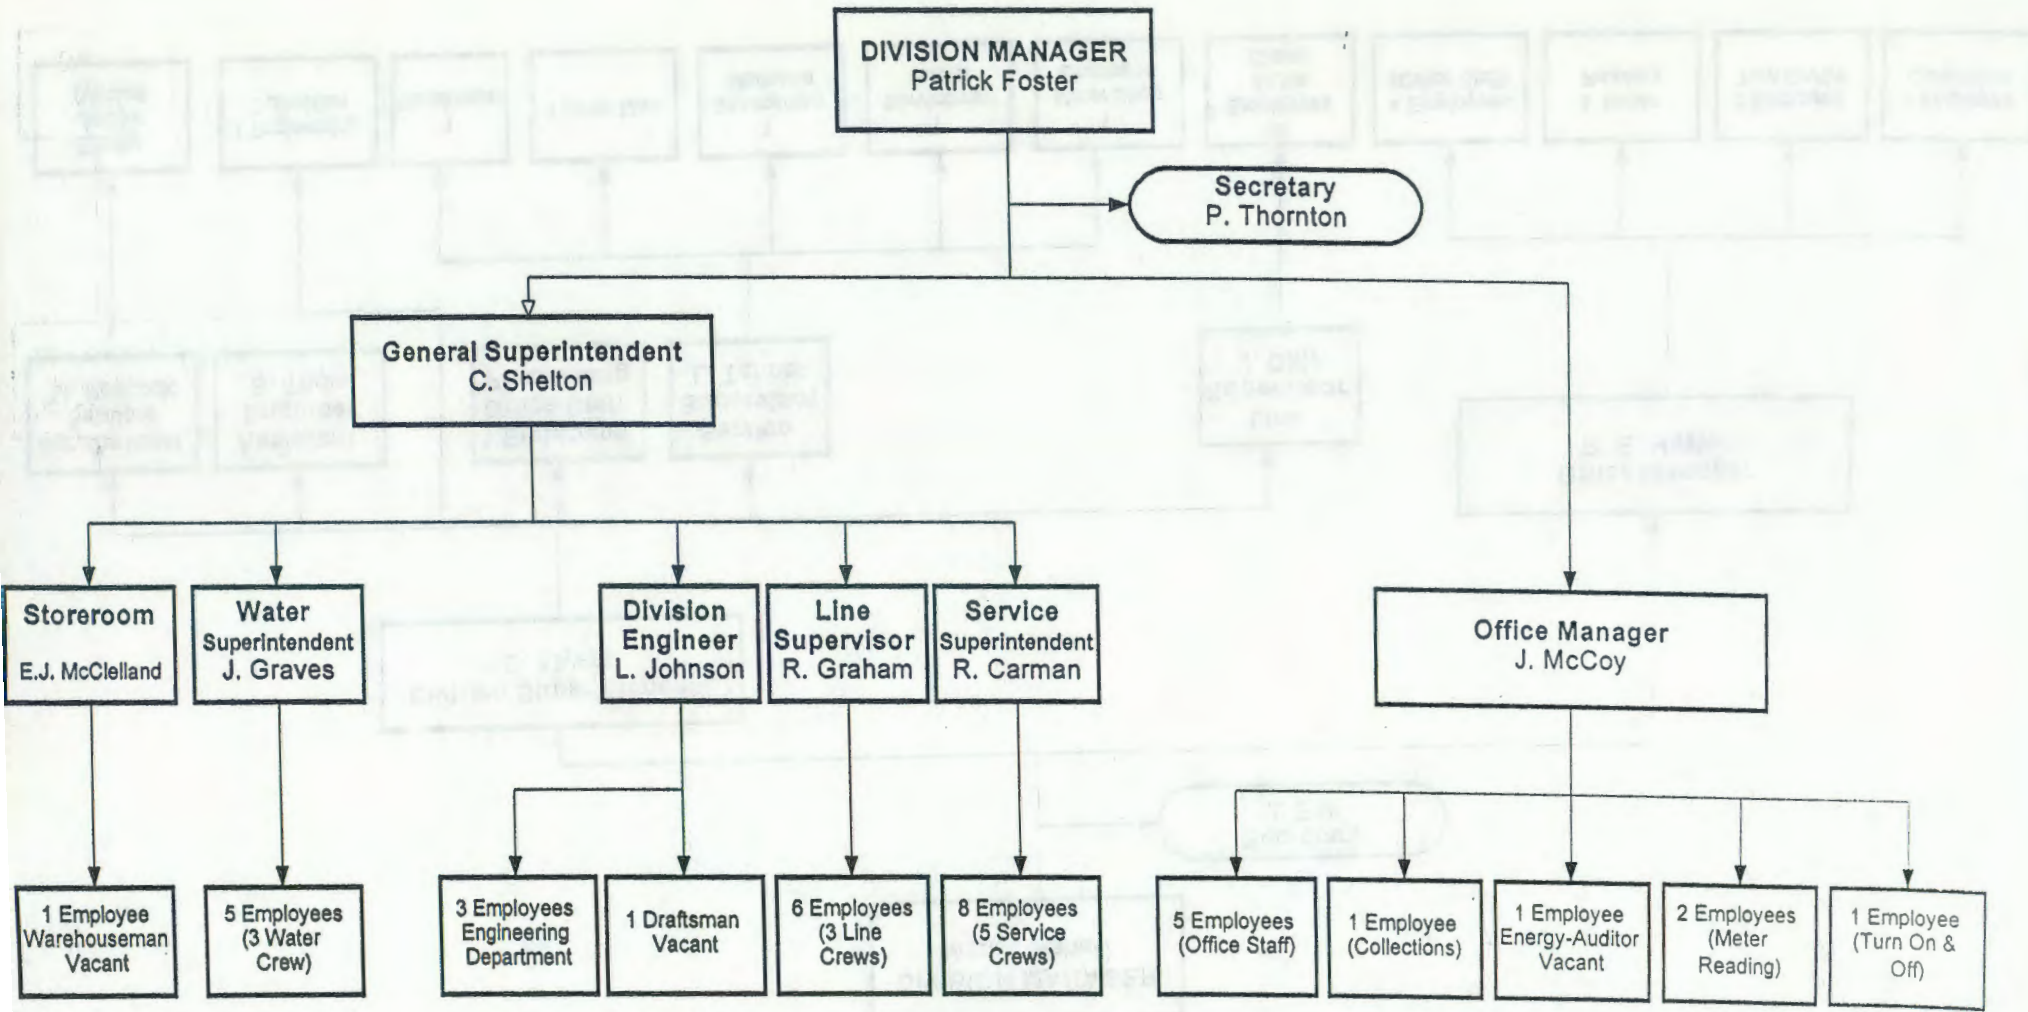 DIVISION MANAGER
Patrick Foster
Secretary
P. Thornton
General Superintendent
C. Shelton
Storeroom
E.J. McClelland
Water
Superintendent
J. Graves
Division
Engineer
L. Johnson
Line
Supervisor
R. Graham
Service
Superintendent
R. Carman
Office Manager
J. McCoy
1 Employee
Warehouseman
Vacant
5 Employees
(3 Water
Crew)
3 Employees
Engineering
Department
1 Draftsman
Vacant
6 Employees
(3 Line
Crews)
8 Employees
(5 Service
Crews)
5 Employees
(Office Staff)
1 Employee
(Collections)
1 Employee
Energy-Auditor
Vacant
2 Employees
(Meter
Reading)
1 Employee
(Turn On &
Off)